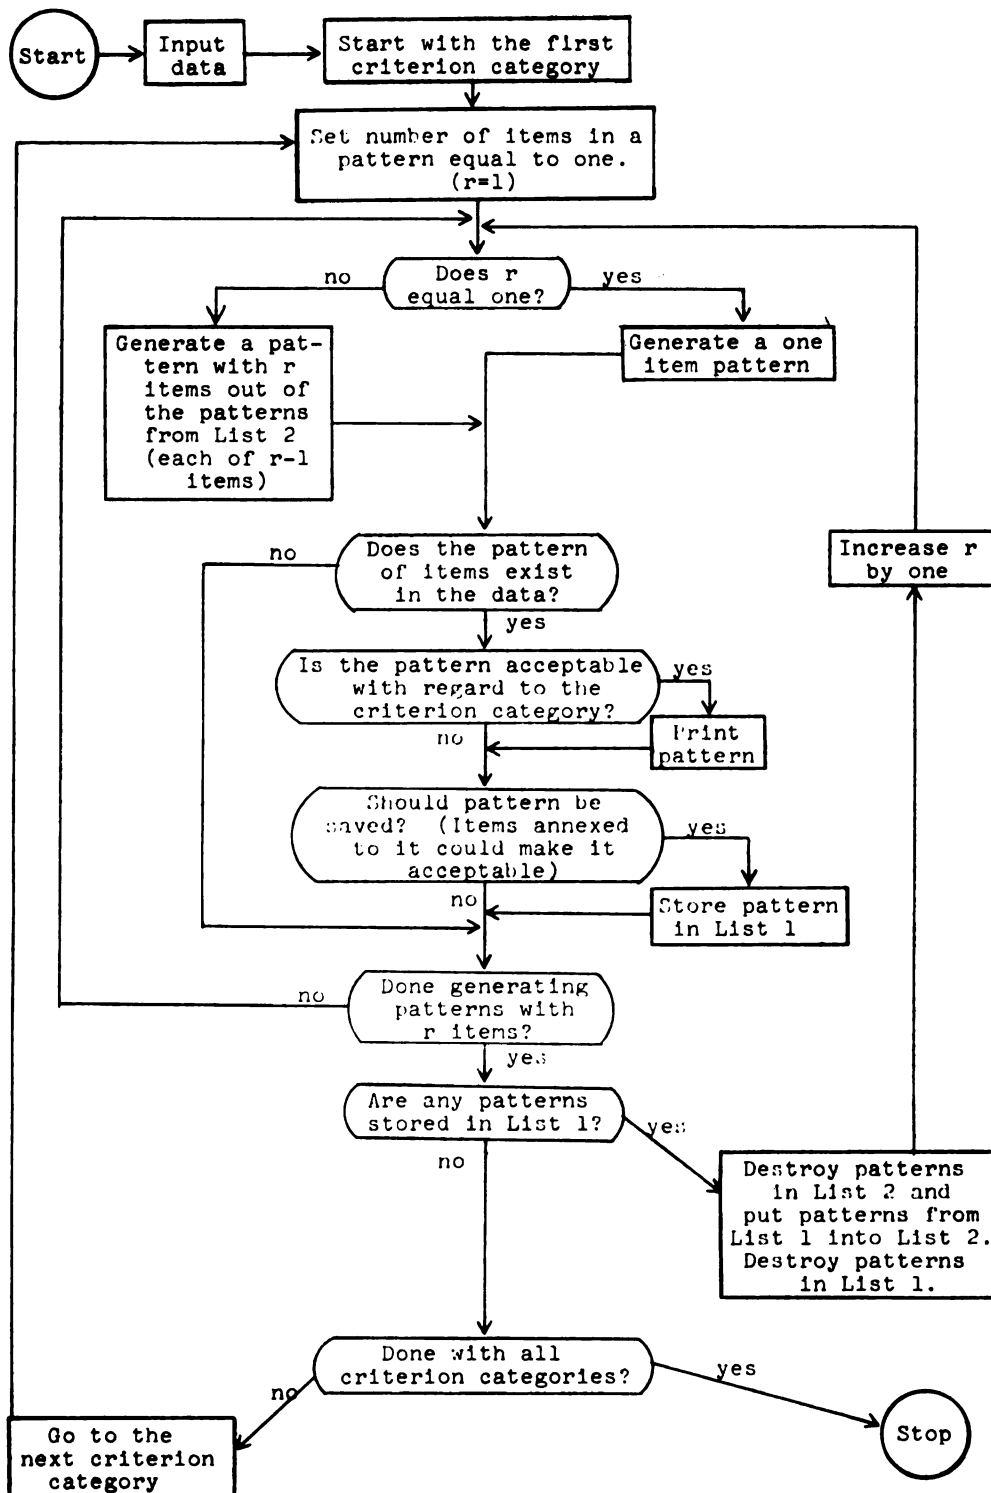 Start
Input
data
Start with the first
criterion category
Set number of items in a
pattern equal to one.
(r=1)
Does r
equal one?
no
yes
Generate a pat-
tern with r
items out of
the patterns
from List 2
(each of r-1
items)
Generate a one
item pattern
Does the pattern
of items exist
in the data?
no
yes
Increase r
by one
Is the pattern acceptable
with regard to the
criterion category?
yes
no
Print
pattern
Should pattern be
saved? (Items annexed
to it could make it
acceptable)
yes
no
Store pattern
in List 1
Done generating
patterns with
r items?
no
yes
Are any patterns
stored in List 1?
yes
no
Destroy patterns
in List 2 and
put patterns from
List 1 into List 2.
Destroy patterns
in List 1.
Done with all
criterion categories?
yes
no
Go to the
next criterion
category
Stop